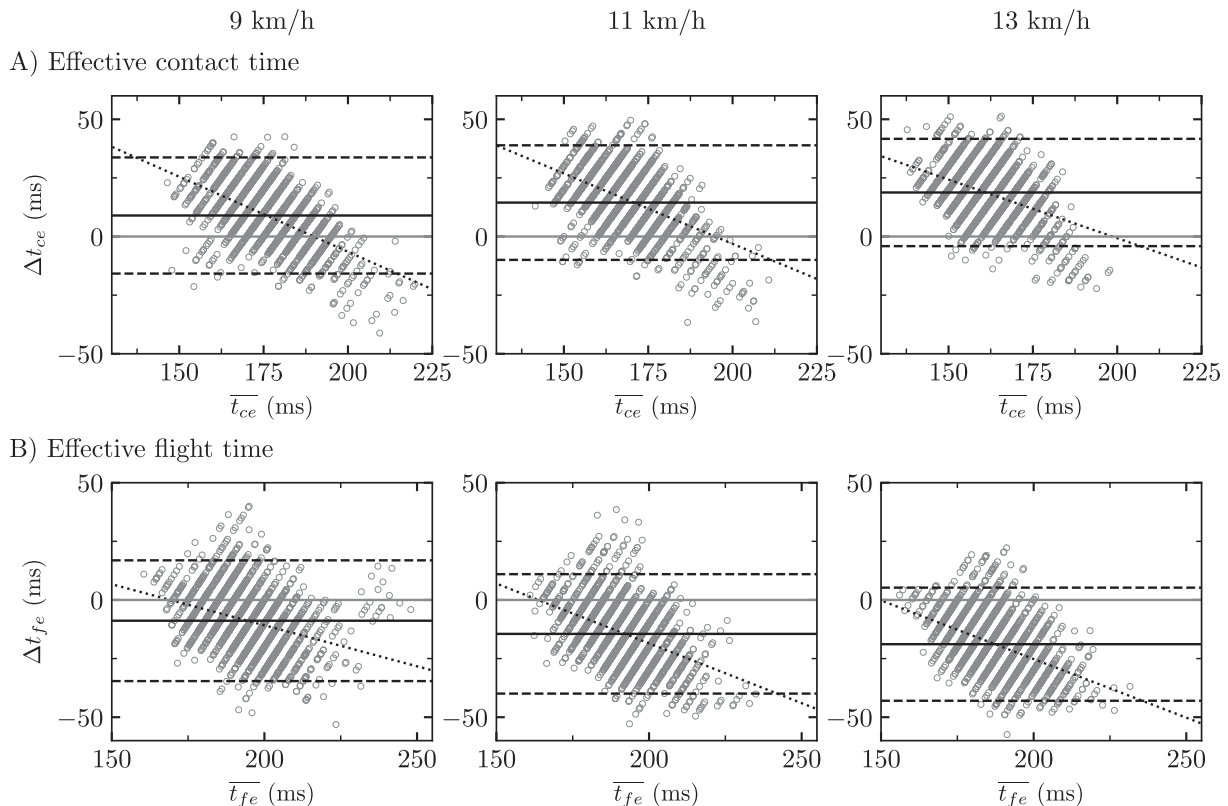 9 km/h 11 km/h 13 km/h
A) Effective contact time
Δt_ce (ms)
50
0
−50
150 175 200 225
t_ce (ms)
50
0
−50
150 175 200 225
t_ce (ms)
50
0
−50
150 175 200 225
t_ce (ms)
B) Effective flight time
Δt_fe (ms)
50
0
−50
150 200 250
t_fe (ms)
50
0
−50
150 200 250
t_fe (ms)
50
0
−50
150 200 250
t_fe (ms)